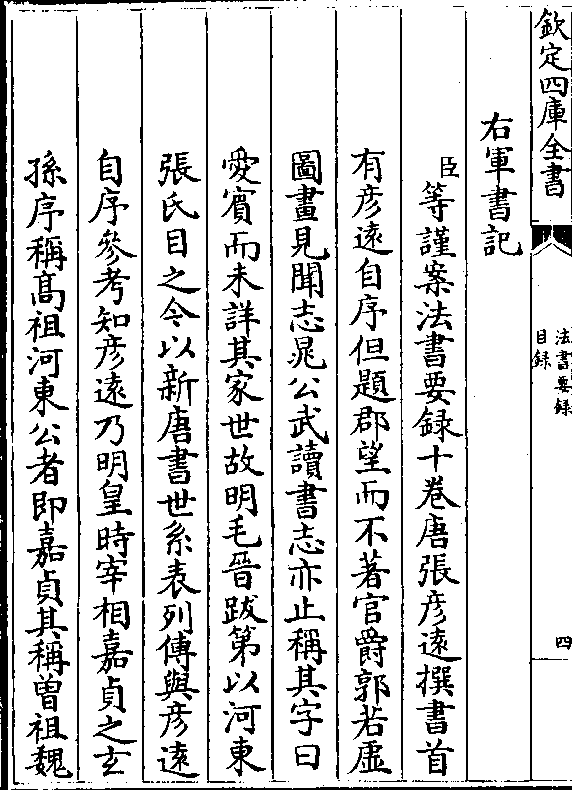 欽定四庫全書
法書要録
目録
四
右軍書記
臣等謹案法書要録十卷唐張彦逺撰書首
有彦逺自序但題郡望而不著官爵郭若虚
圖畫見聞志晁公武讀書志亦止稱其字曰
愛賓而未詳其家世故明毛晉跋第以河東
張氏目之今以新唐書世系表列傳與彦逺
自序參考知彦逺乃明皇時宰相嘉貞之玄
孫序稱髙祖河東公者即嘉貞其稱曾祖魏